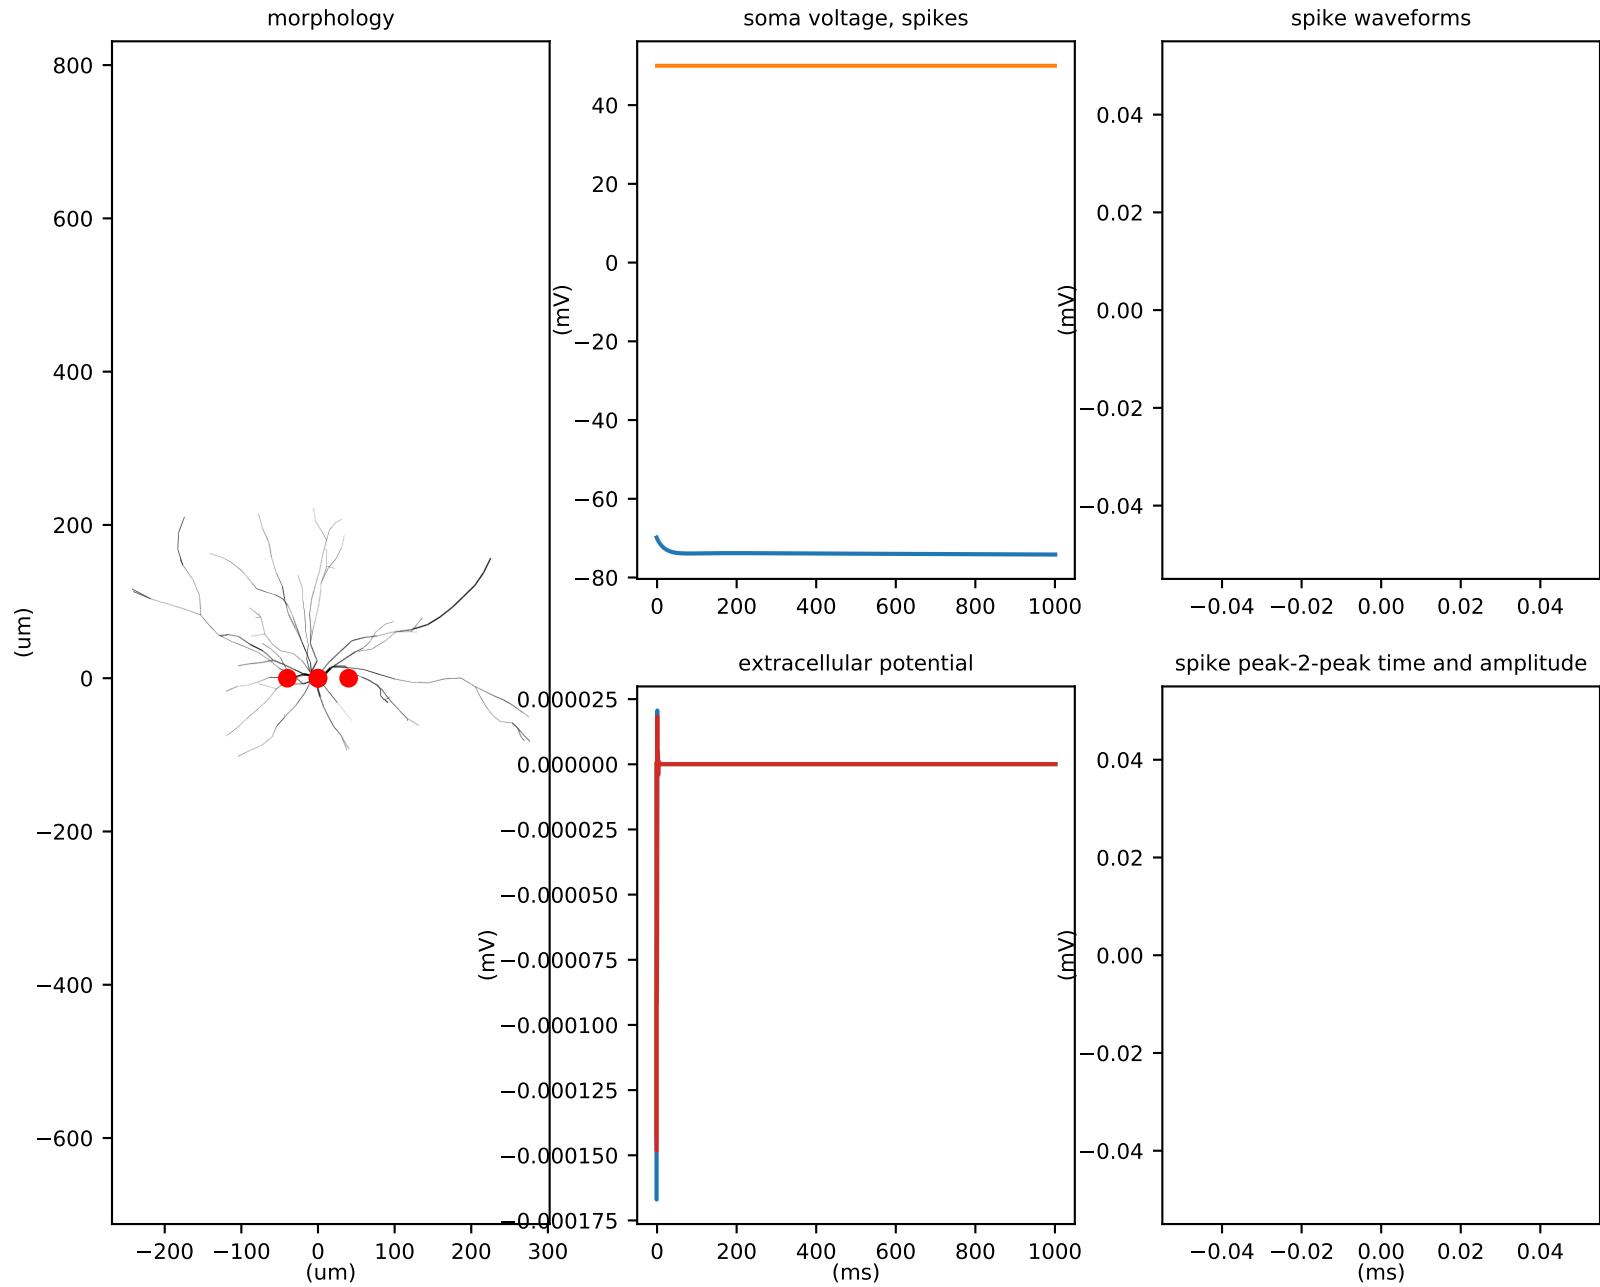 morphology
800
600
400
200
0
−200
−400
−600
(um)
−200 −100 0 100 200 300
(um)
soma voltage, spikes
40
20
0
−20
−40
−60
−80
(mV)
0 200 400 600 800 1000
spike waveforms
0.04
0.02
0.00
−0.02
−0.04
(mV)
−0.04 −0.02 0.00 0.02 0.04
extracellular potential
0.000025
0.000000
−0.000025
−0.000050
−0.000075
−0.000100
−0.000125
−0.000150
−0.000175
(mV)
0 200 400 600 800 1000
(ms)
spike peak-2-peak time and amplitude
0.04
0.02
0.00
−0.02
−0.04
(mV)
−0.04 −0.02 0.00 0.02 0.04
(ms)